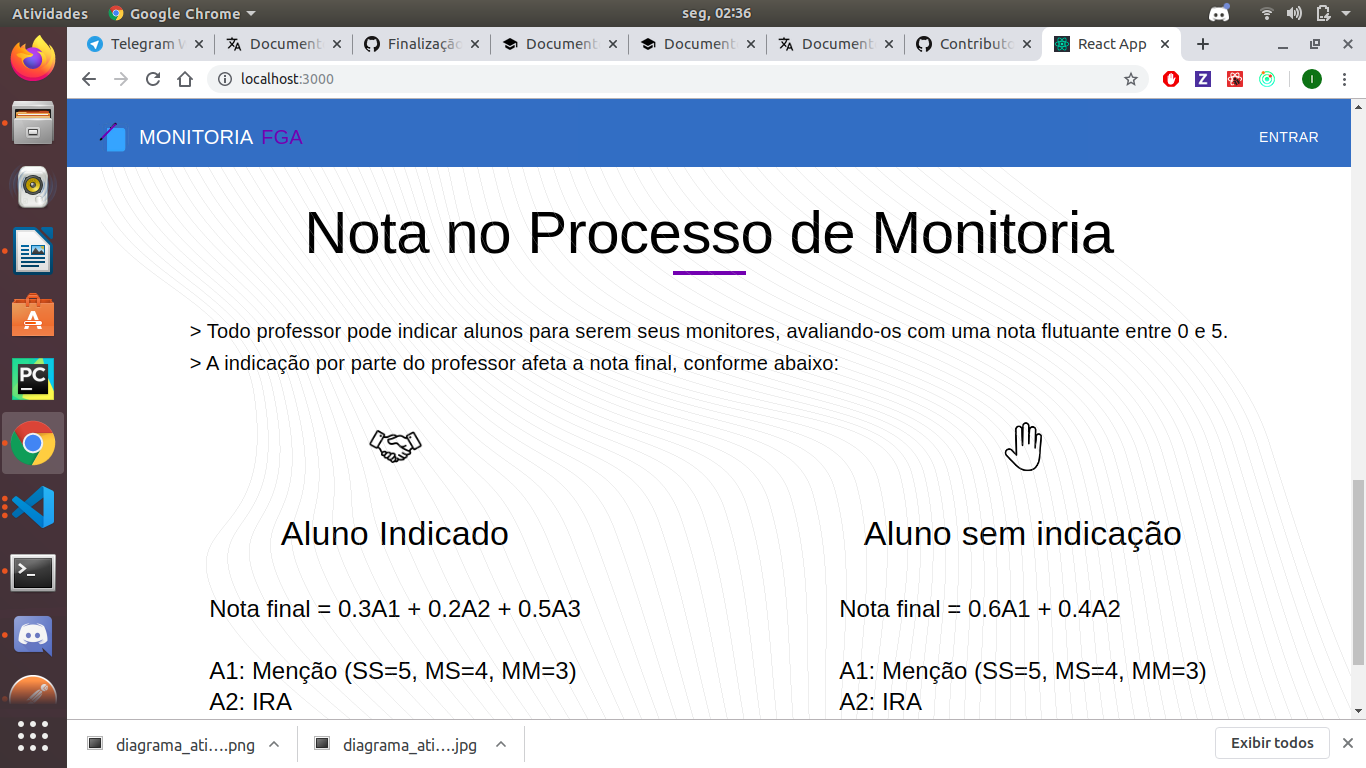 Atividades Google Chrome seg, 02:36
Telegram W Document Finalização Document Document Document Contributo React App
localhost:3000
MONITORIA FGA ENTRAR
Nota no Processo de Monitoria
> Todo professor pode indicar alunos para serem seus monitores, avaliando-os com uma nota flutuante entre 0 e 5.
> A indicação por parte do professor afeta a nota final, conforme abaixo:
Aluno Indicado
Nota final = 0.3A1 + 0.2A2 + 0.5A3
A1: Menção (SS=5, MS=4, MM=3)
A2: IRA
Aluno sem indicação
Nota final = 0.6A1 + 0.4A2
A1: Menção (SS=5, MS=4, MM=3)
A2: IRA
diagrama_ati....png diagrama_ati....jpg Exibir todos
PC
Z
I